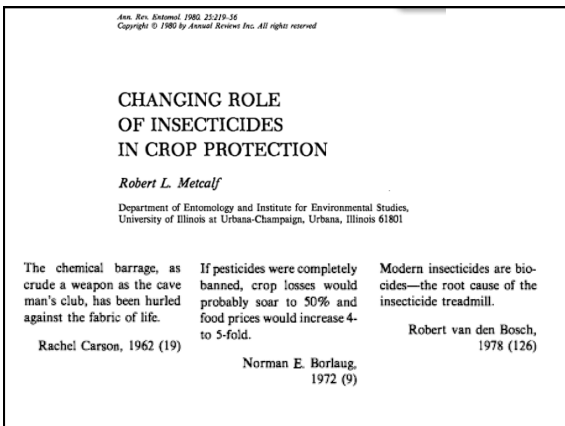 Ann. Rev. Entomol. 1980. 25:219-56
Copyright © 1980 by Annual Reviews Inc. All rights reserved
CHANGING ROLE
OF INSECTICIDES
IN CROP PROTECTION
Robert L. Metcalf
Department of Entomology and Institute for Environmental Studies,
University of Illinois at Urbana-Champaign, Urbana, Illinois 61801
The chemical barrage, as
crude a weapon as the cave
man's club, has been hurled
against the fabric of life.
Rachel Carson, 1962 (19)
If pesticides were completely
banned, crop losses would
probably soar to 50% and
food prices would increase 4-
to 5-fold.
Norman E. Borlaug,
1972 (9)
Modern insecticides are bio-
cides—the root cause of the
insecticide treadmill.
Robert van den Bosch,
1978 (126)